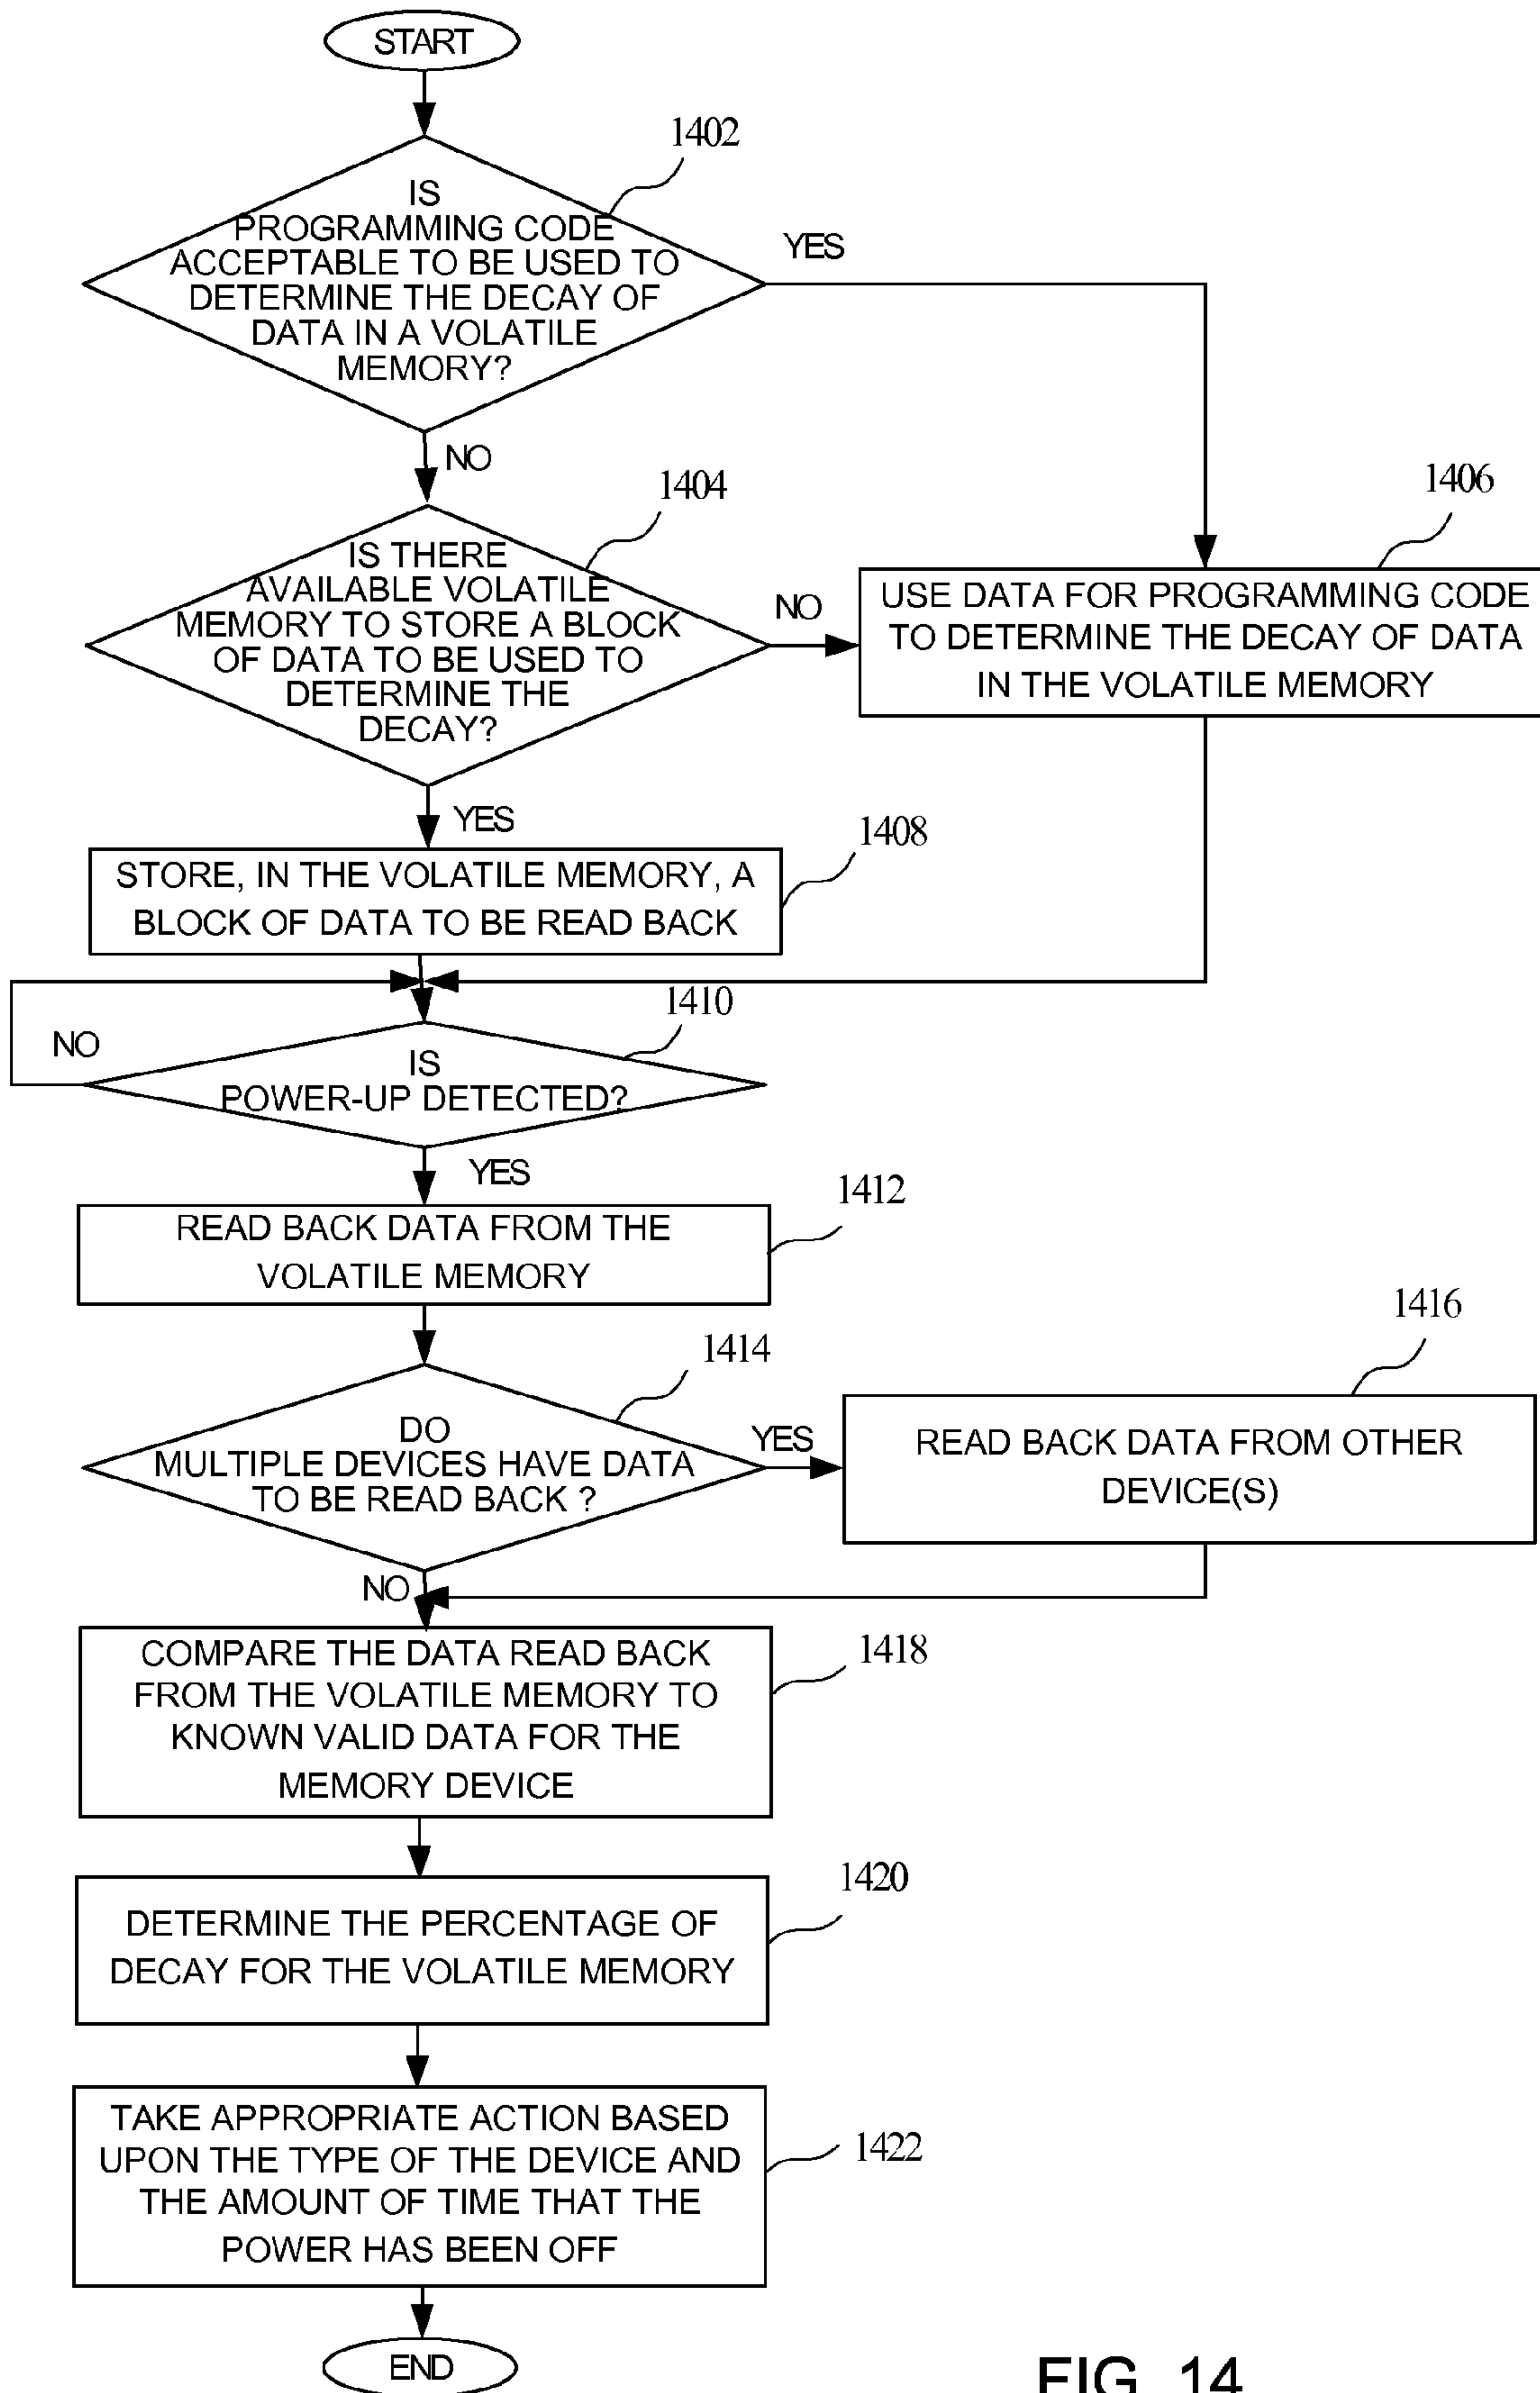 START
1402
IS
PROGRAMMING CODE
ACCEPTABLE TO BE USED TO
DETERMINE THE DECAY OF
DATA IN A VOLATILE
MEMORY?
YES
NO
1404
IS THERE
AVAILABLE VOLATILE
MEMORY TO STORE A BLOCK
OF DATA TO BE USED TO
DETERMINE THE
DECAY?
NO
1406
USE DATA FOR PROGRAMMING CODE
TO DETERMINE THE DECAY OF DATA
IN THE VOLATILE MEMORY
YES
1408
STORE, IN THE VOLATILE MEMORY, A
BLOCK OF DATA TO BE READ BACK
1410
NO
IS
POWER-UP DETECTED?
YES
1412
READ BACK DATA FROM THE
VOLATILE MEMORY
1414
DO
MULTIPLE DEVICES HAVE DATA
TO BE READ BACK ?
YES
1416
READ BACK DATA FROM OTHER
DEVICE(S)
NO
1418
COMPARE THE DATA READ BACK
FROM THE VOLATILE MEMORY TO
KNOWN VALID DATA FOR THE
MEMORY DEVICE
1420
DETERMINE THE PERCENTAGE OF
DECAY FOR THE VOLATILE MEMORY
1422
TAKE APPROPRIATE ACTION BASED
UPON THE TYPE OF THE DEVICE AND
THE AMOUNT OF TIME THAT THE
POWER HAS BEEN OFF
END
FIG. 14